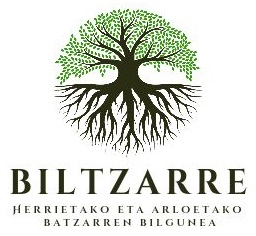 BILTZARRE
HERRIETAKO ETA ARLOETAKO
BATZARREN BILGUNEA